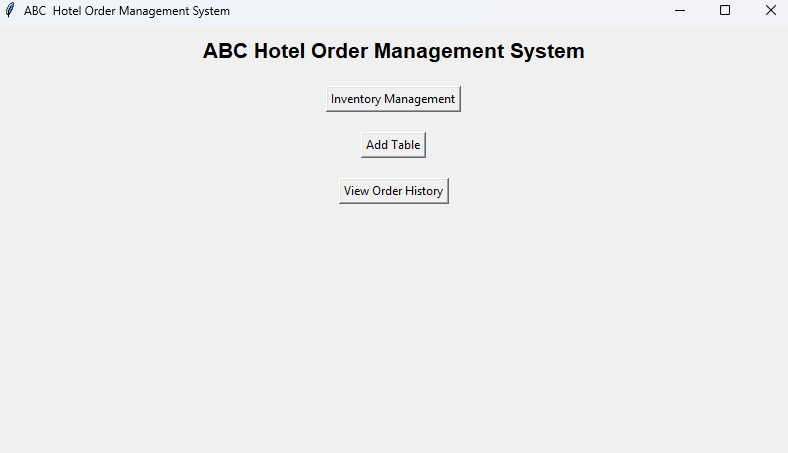 ABC  Hotel Order Management System
ABC Hotel Order Management System
Inventory Management
Add Table
View Order History